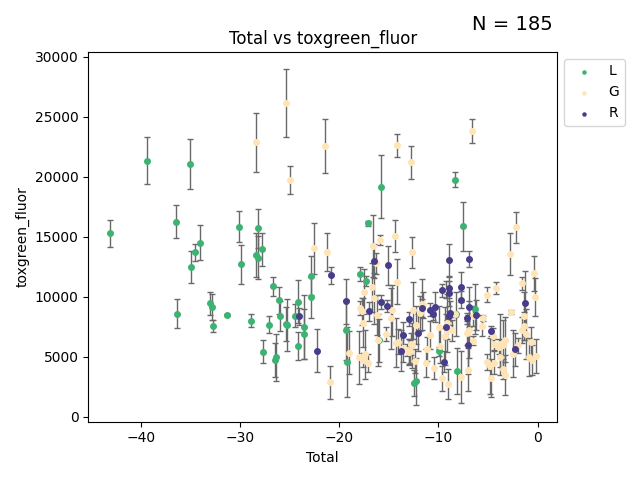 N = 185
Total vs toxgreen_fluor
L
G
R
30000
25000
20000
15000
10000
5000
0
toxgreen_fluor
−40 −30 −20 −10 0
Total